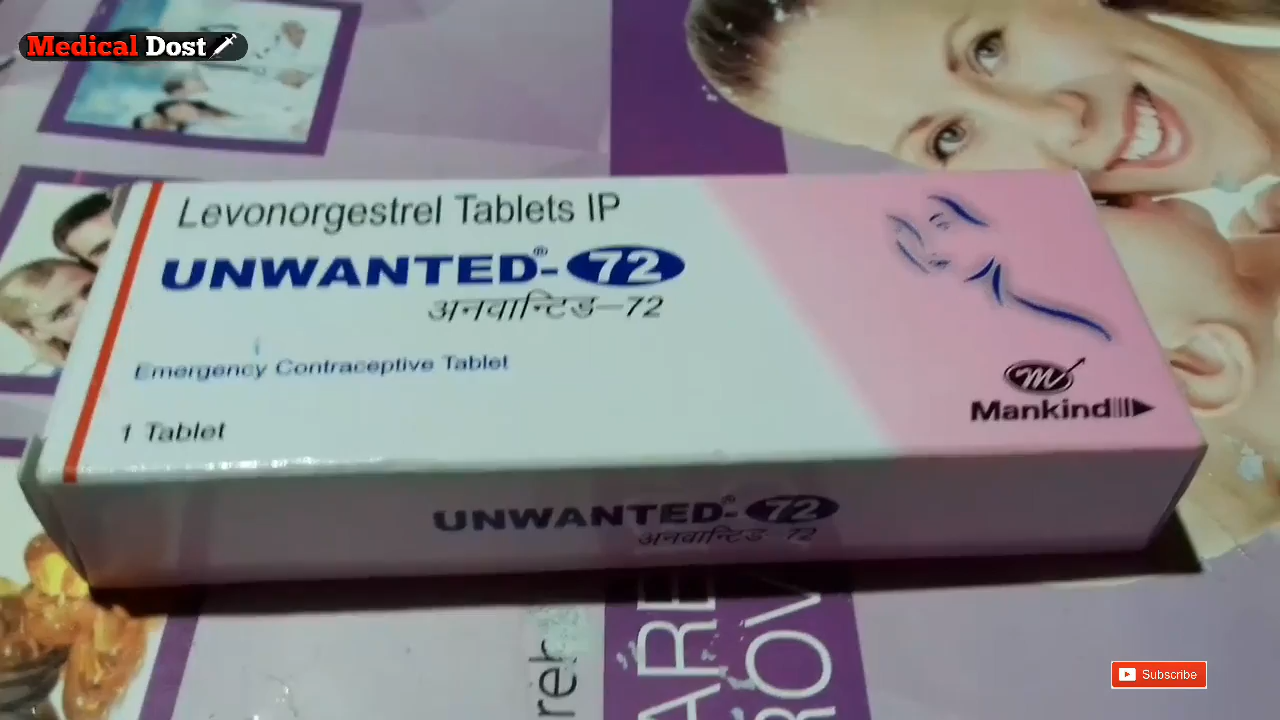 Medical Dost
Levonorgestrel Tablets IP
UNWANTED®-72
अनवान्टिड-72
Emergency Contraceptive Tablet
1 Tablet
m
Mankind
UNWANTED®-72
अनवान्टिड-72
Subscribe